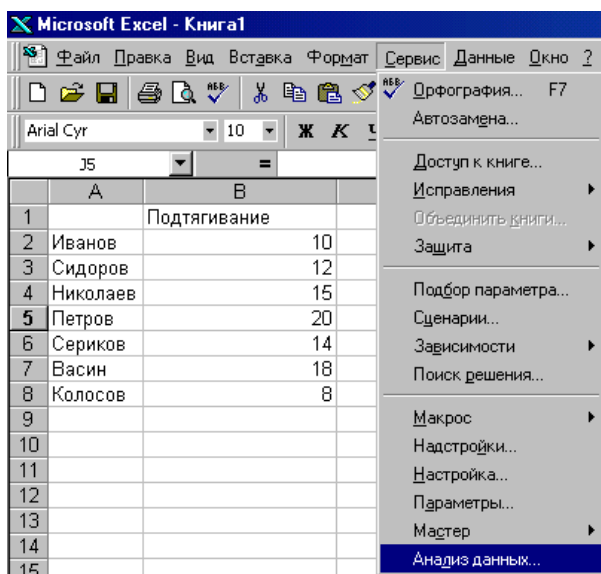 Microsoft Excel - Книга1
Файл Правка Вид Вставка Формат Сервис Данные Окно ?
Орфография... F7
Автозамена...
Arial Cyr 10 Ж К Ч
J5 =
Доступ к книге...
A B
Исправления
1 Подтягивание
Объединить книги...
2 Иванов 10
Защита
3 Сидоров 12
4 Николаев 15
Подбор параметра...
5 Петров 20
Сценарии...
6 Сериков 14
Зависимости
7 Васин 18
Поиск решения...
8 Колосов 8
9
Макрос
10
Надстройки...
11
Настройка...
12
Параметры...
13
Мастер
14
Анализ данных...
15